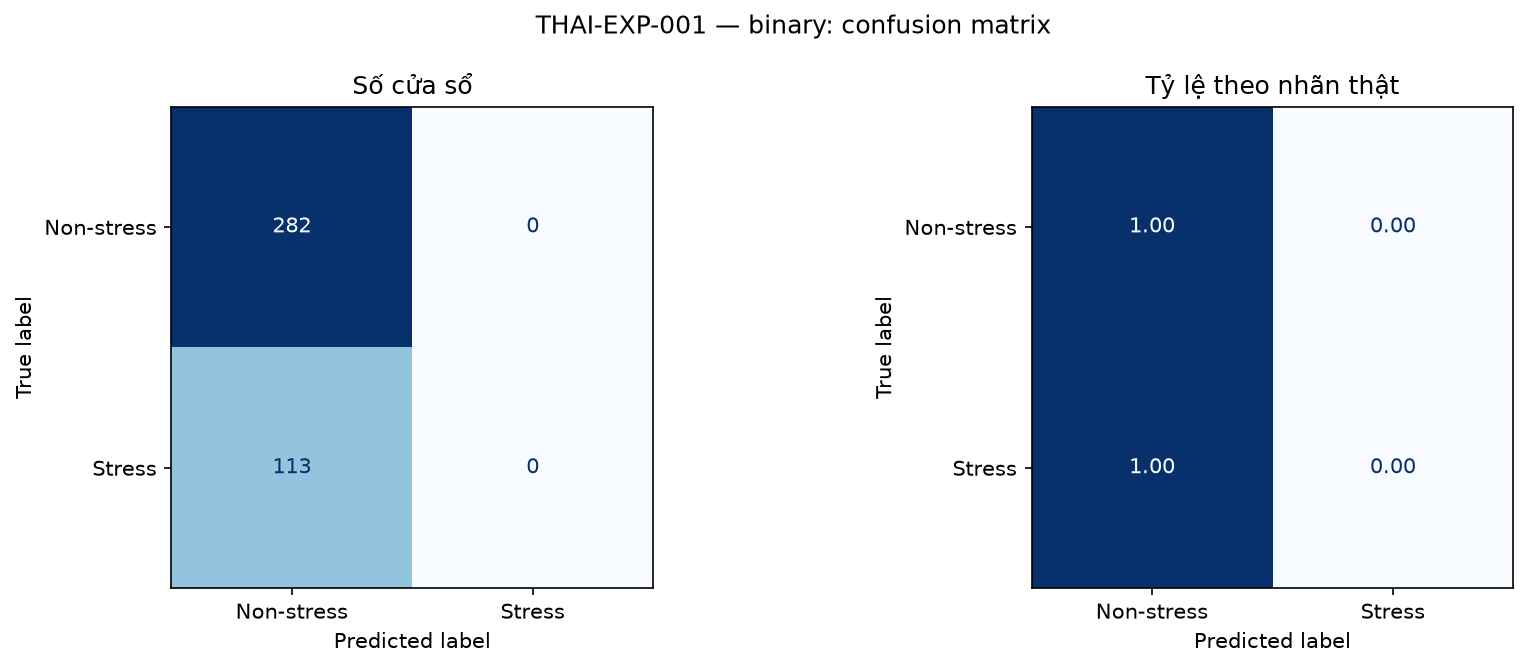 THAI-EXP-001 — binary: confusion matrix
Số cửa sổ
True label
Non-stress
282
0
Stress
113
0
Non-stress
Stress
Predicted label
Tỷ lệ theo nhãn thật
True label
Non-stress
1.00
0.00
Stress
1.00
0.00
Non-stress
Stress
Predicted label